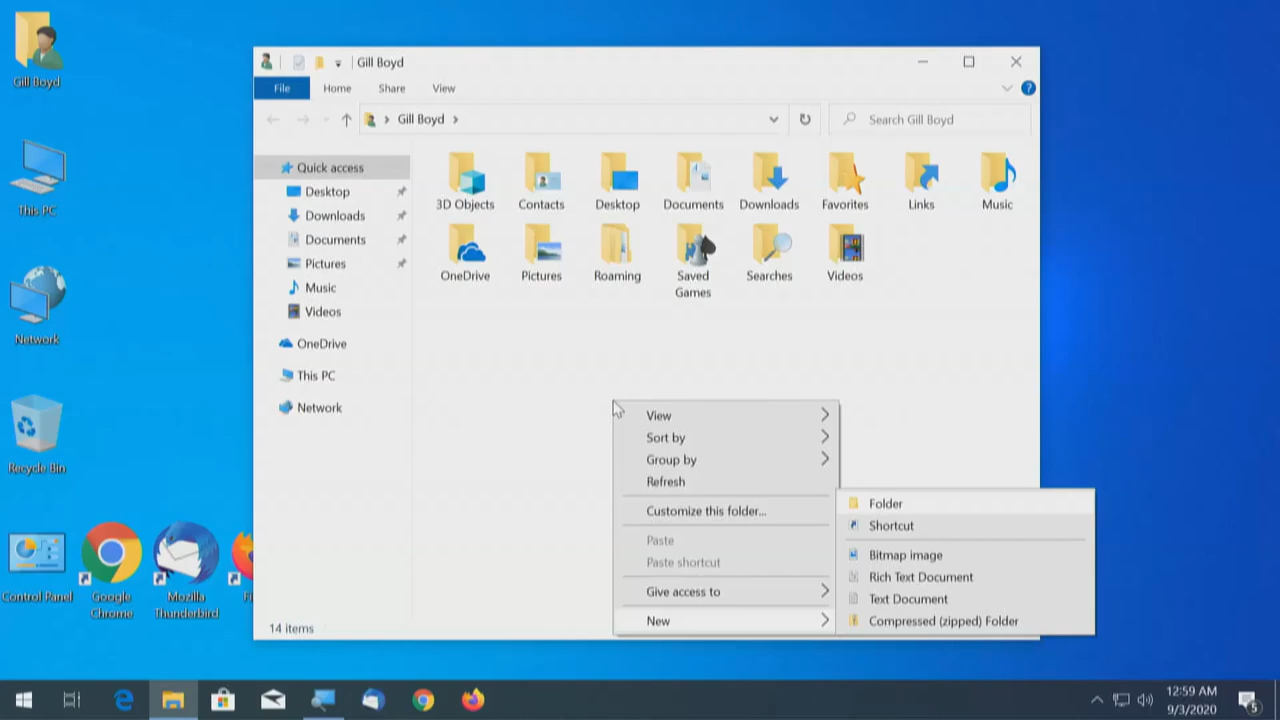 Gill Boyd
This PC
Network
Recycle Bin
Control Panel
Google
Chrome
Mozilla
Thunderbird
Gill Boyd
File
Home
Share
View
Gill Boyd
Search Gill Boyd
Quick access
Desktop
Downloads
Documents
Pictures
Music
Videos
OneDrive
This PC
Network
3D Objects
Contacts
Desktop
Documents
Downloads
Favorites
Links
Music
OneDrive
Pictures
Roaming
Saved
Games
Searches
Videos
View
Sort by
Group by
Refresh
Customize this folder...
Paste
Paste shortcut
Give access to
New
Folder
Shortcut
Bitmap image
Rich Text Document
Text Document
Compressed (zipped) Folder
14 items
12:59 AM
9/3/2020
5